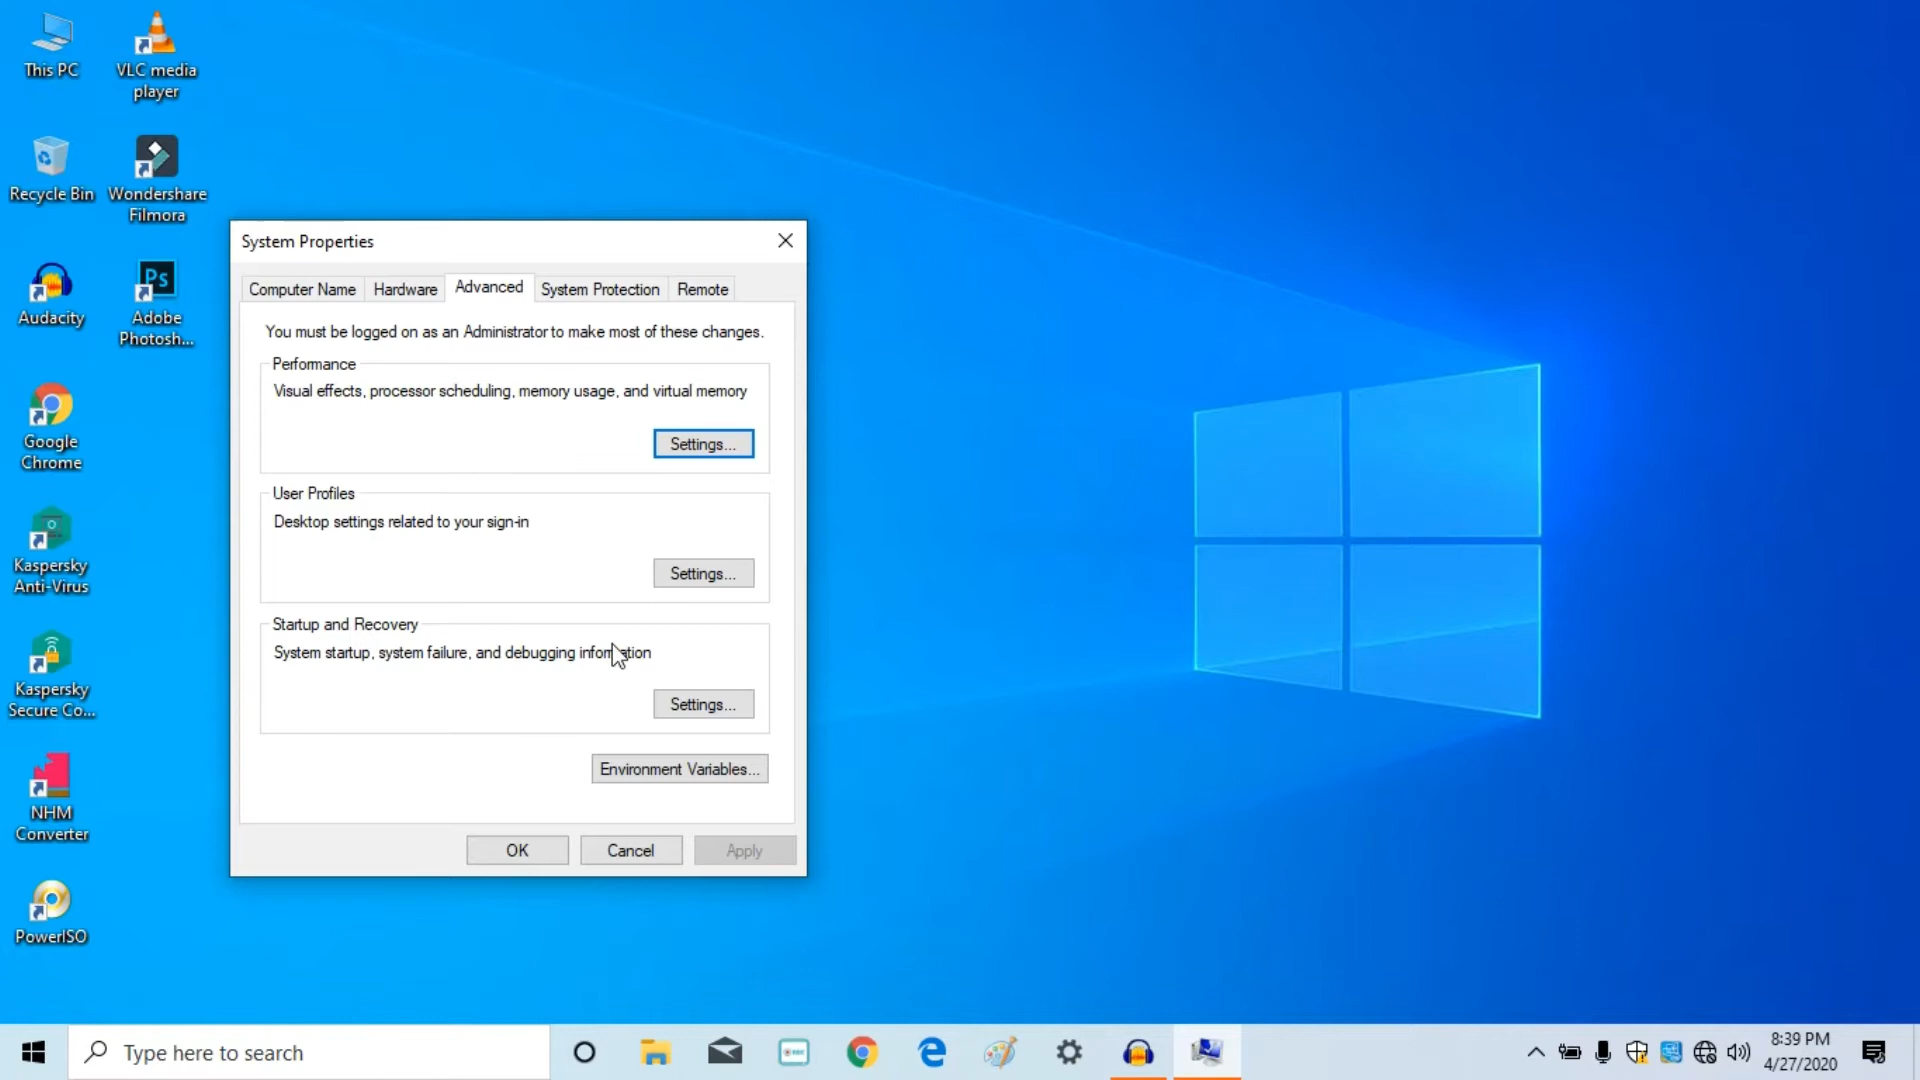 This PC
VLC media
player
Recycle Bin
Wondershare
Filmora
Audacity
Ps
Adobe
Photosh...
Google
Chrome
Kaspersky
Anti-Virus
Kaspersky
Secure Co...
NHM
Converter
PowerISO
System Properties
Computer Name
Hardware
Advanced
System Protection
Remote
You must be logged on as an Administrator to make most of these changes.
Performance
Visual effects, processor scheduling, memory usage, and virtual memory
Settings...
User Profiles
Desktop settings related to your sign-in
Settings...
Startup and Recovery
System startup, system failure, and debugging information
Settings...
Environment Variables...
OK
Cancel
Apply
Type here to search
8:39 PM
4/27/2020